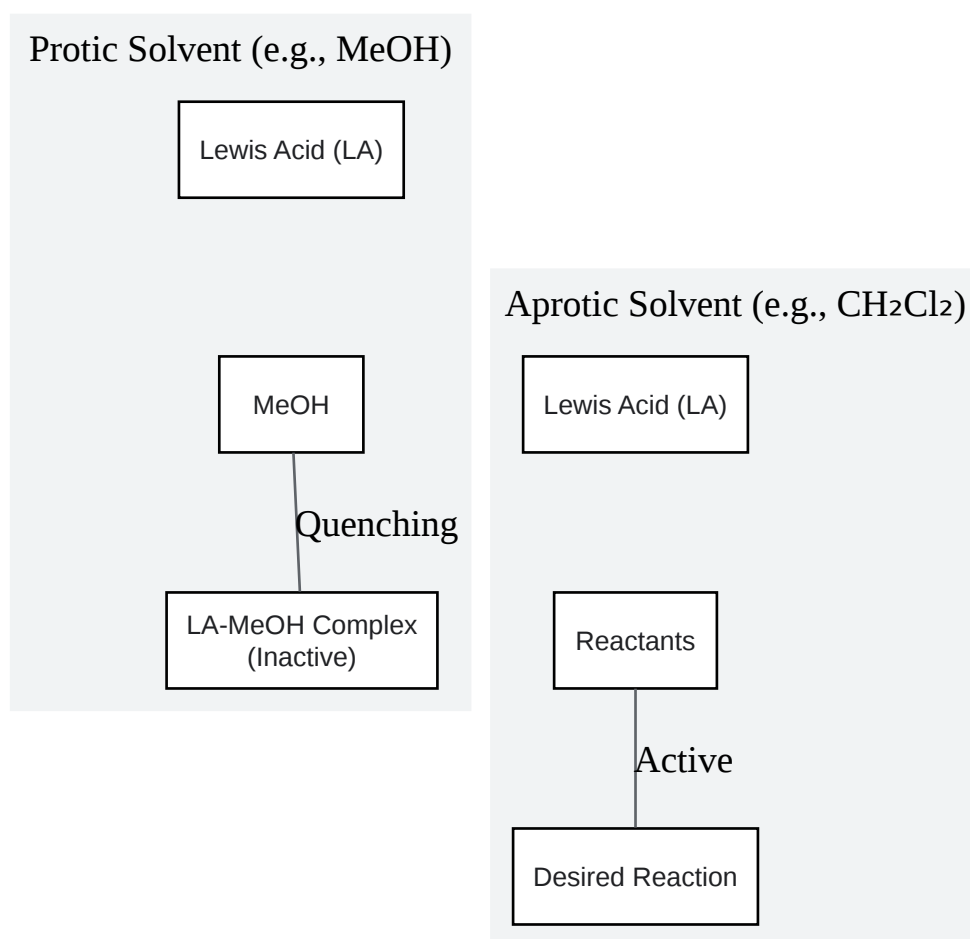 Protic Solvent (e.g., MeOH)
Lewis Acid (LA)
MeOH
Quenching
LA-MeOH Complex
(Inactive)
Aprotic Solvent (e.g., CH₂Cl₂)
Lewis Acid (LA)
Reactants
Active
Desired Reaction